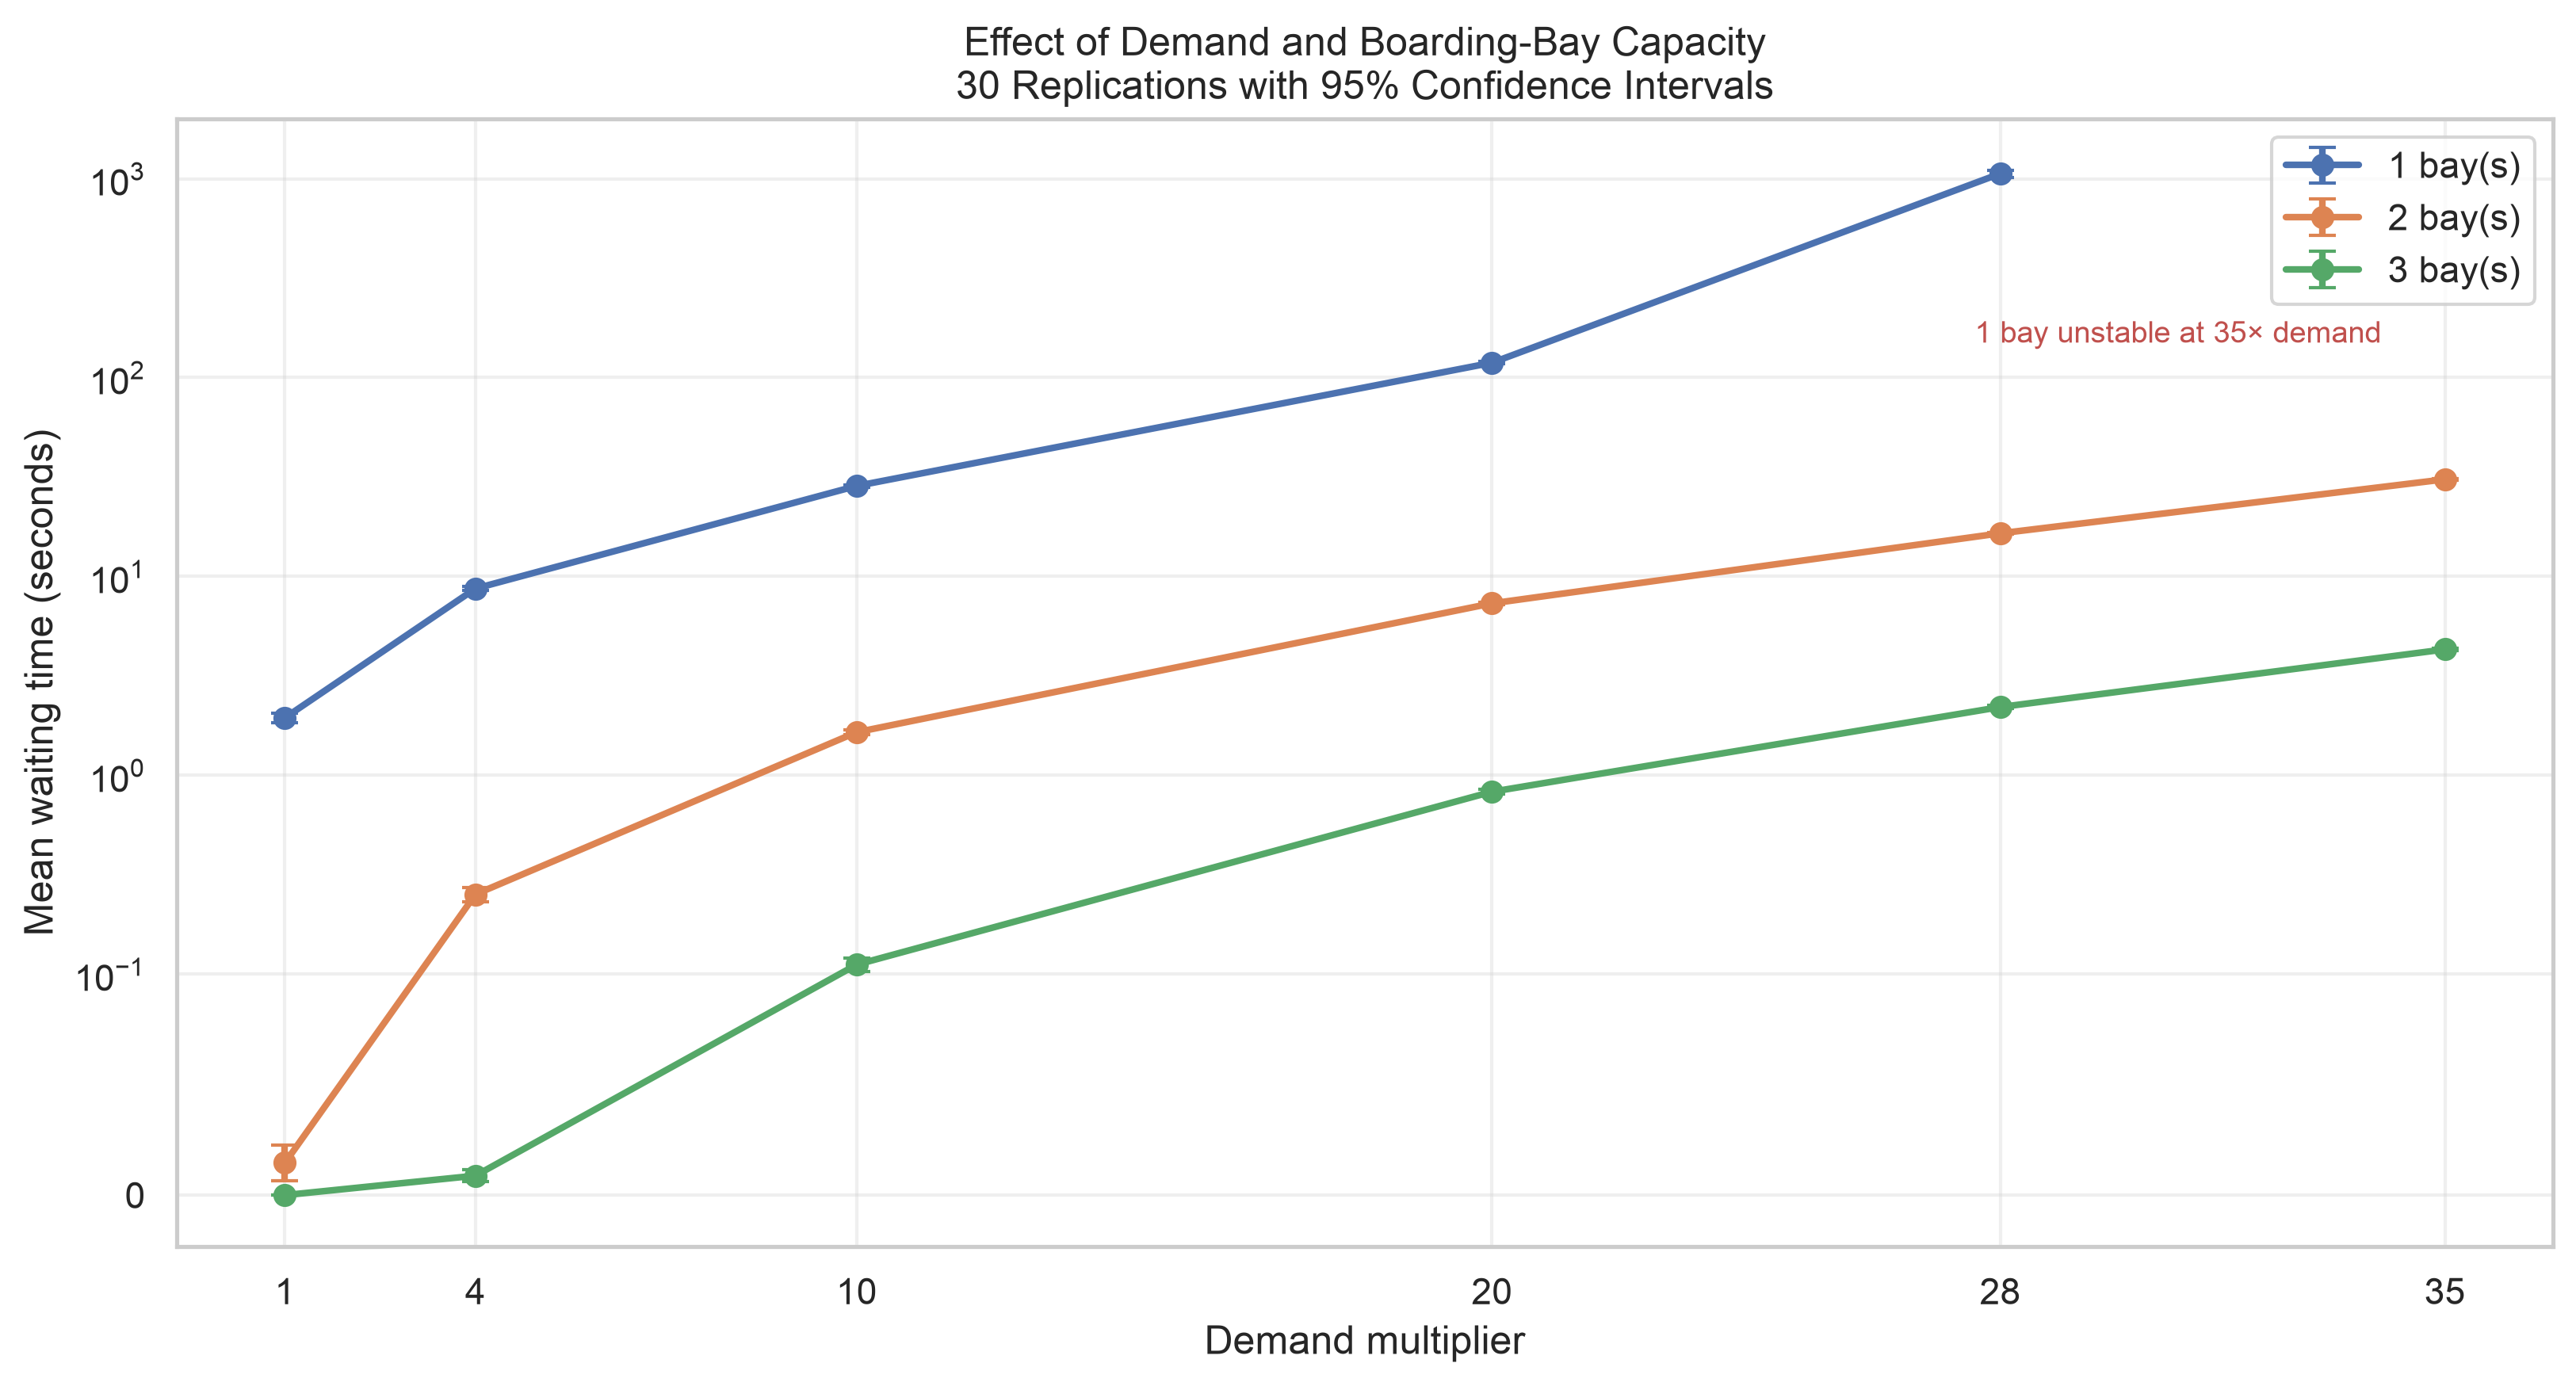 Effect of Demand and Boarding-Bay Capacity
30 Replications with 95% Confidence Intervals
Mean waiting time (seconds)
10³
10²
10¹
10⁰
10⁻¹
0
1 bay(s)
2 bay(s)
3 bay(s)
1 bay unstable at 35× demand
1 4 10 20 28 35
Demand multiplier